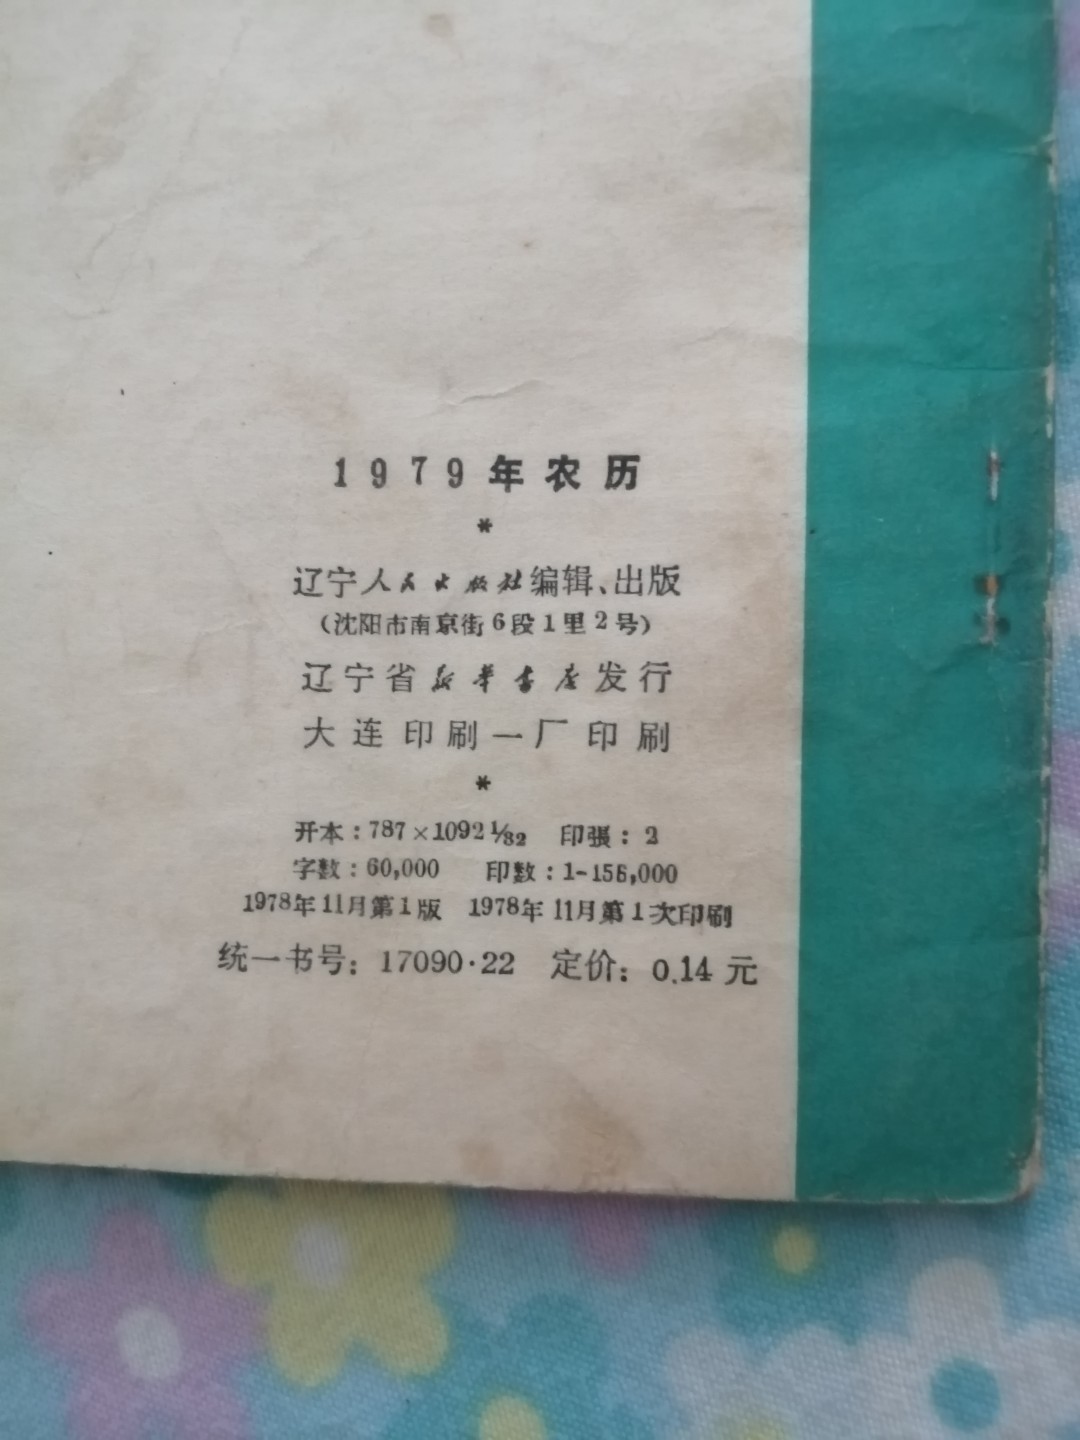 1979年农历
*
辽宁人民出版社编辑、出版
(沈阳市南京街6段1里2号)
辽宁省新华书店发行
大连印刷一厂印刷
*
开本:787×1092 1/32 印張:2
字数:60,000 印数:1-156,000
1978年11月第1版 1978年11月第1次印刷
统一书号:17090·22 定价:0.14元